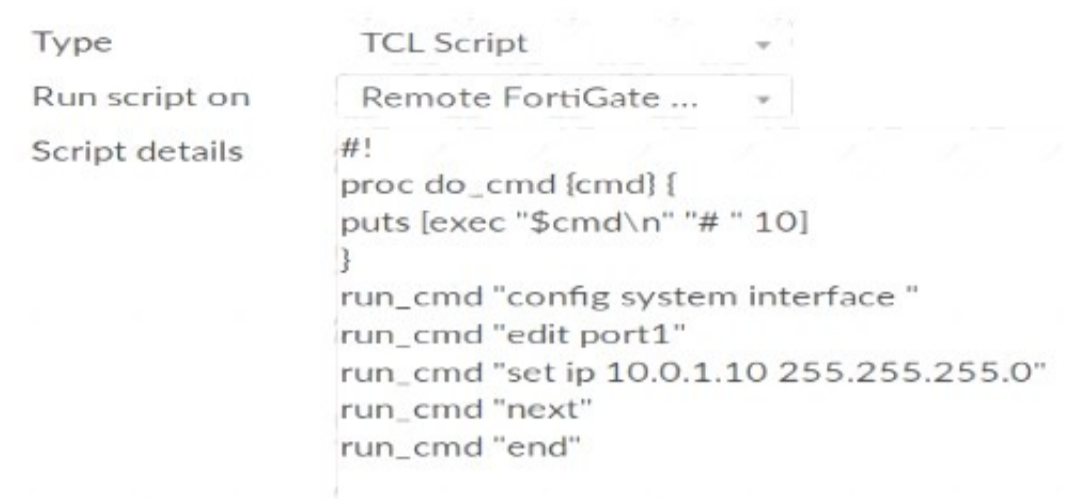 Type TCL Script
Run script on Remote FortiGate ...
Script details #!
proc do_cmd {cmd} {
puts [exec "$cmd\n" "# " 10]
}
run_cmd "config system interface "
run_cmd "edit port1"
run_cmd "set ip 10.0.1.10 255.255.255.0"
run_cmd "next"
run_cmd "end"